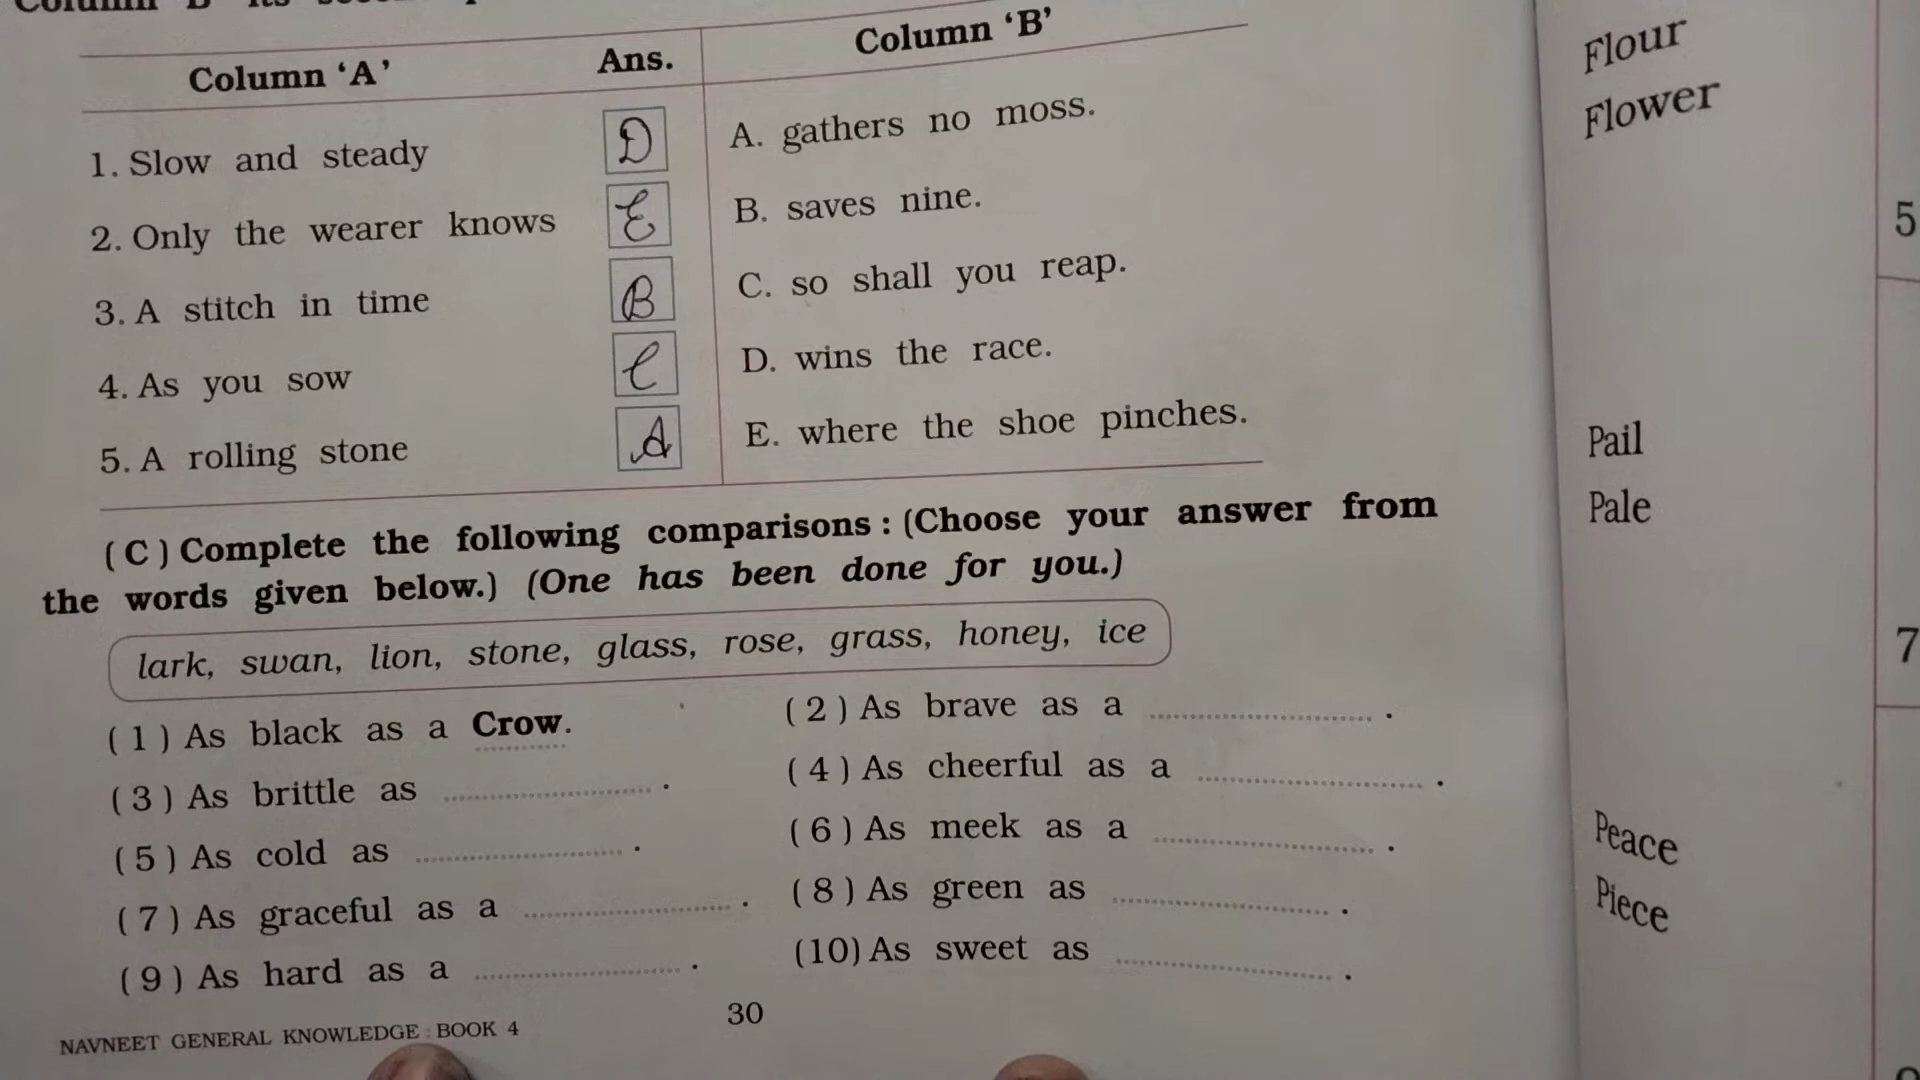 Column 'A' Ans. Column 'B'
1. Slow and steady D A. gathers no moss.
2. Only the wearer knows E B. saves nine.
3. A stitch in time B C. so shall you reap.
4. As you sow C D. wins the race.
5. A rolling stone A E. where the shoe pinches.
(C) Complete the following comparisons : (Choose your answer from
the words given below.) (One has been done for you.)
lark, swan, lion, stone, glass, rose, grass, honey, ice
(1) As black as a Crow. (2) As brave as a .......................... .
(3) As brittle as .......................... . (4) As cheerful as a .......................... .
(5) As cold as .......................... . (6) As meek as a .......................... .
(7) As graceful as a .......................... . (8) As green as .......................... .
(9) As hard as a .......................... . (10) As sweet as .......................... .
NAVNEET GENERAL KNOWLEDGE : BOOK 4 30
Flour
Flower
5
Pail
Pale
7
Peace
Piece